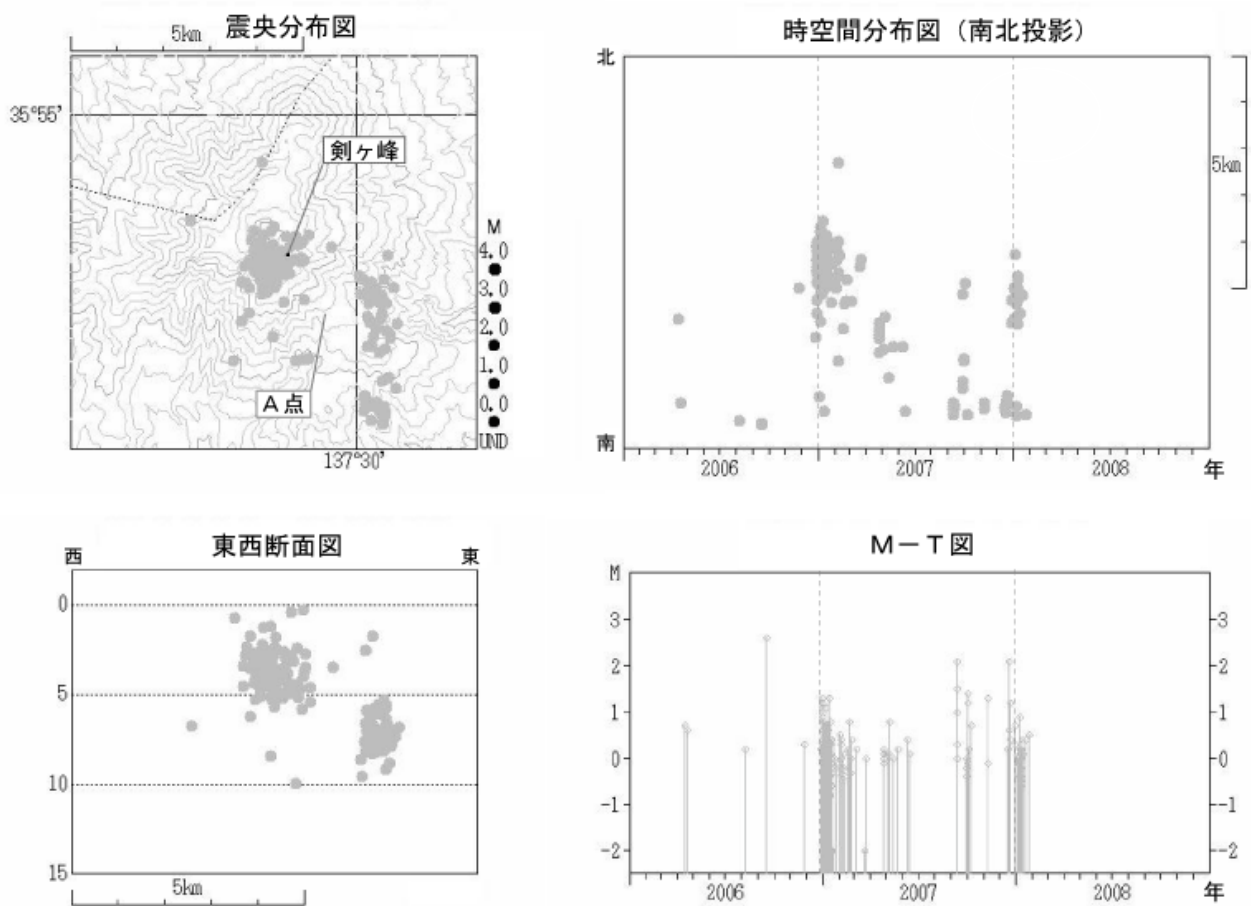 震央分布図
5km
35°55'
剣ヶ峰
A点
137°30'
M
4.0
3.0
2.0
1.0
0.0
UND
時空間分布図（南北投影）
北
南
5km
2006
2007
2008
年
東西断面図
西
東
0
5
10
15
5km
M－T図
M
3
2
1
0
-1
-2
3
2
1
0
-1
-2
2006
2007
2008
年